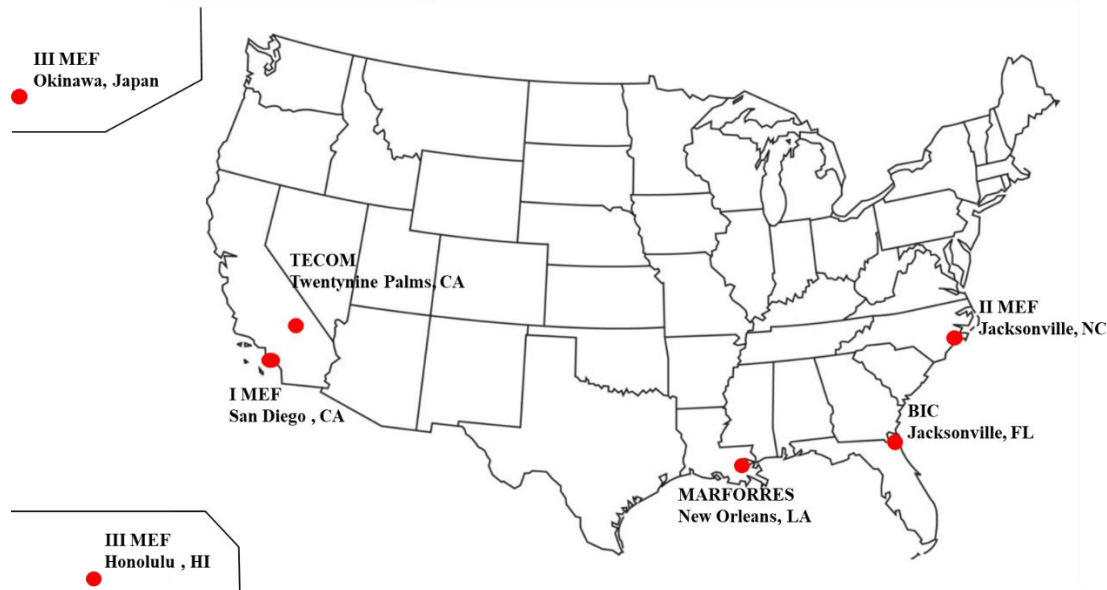 III MEF
Okinawa, Japan
TECOM
Twentynine Palms, CA
II MEF
Jacksonville, NC
I MEF
San Diego , CA
BIC
Jacksonville, FL
MARFORRES
New Orleans, LA
III MEF
Honolulu , HI